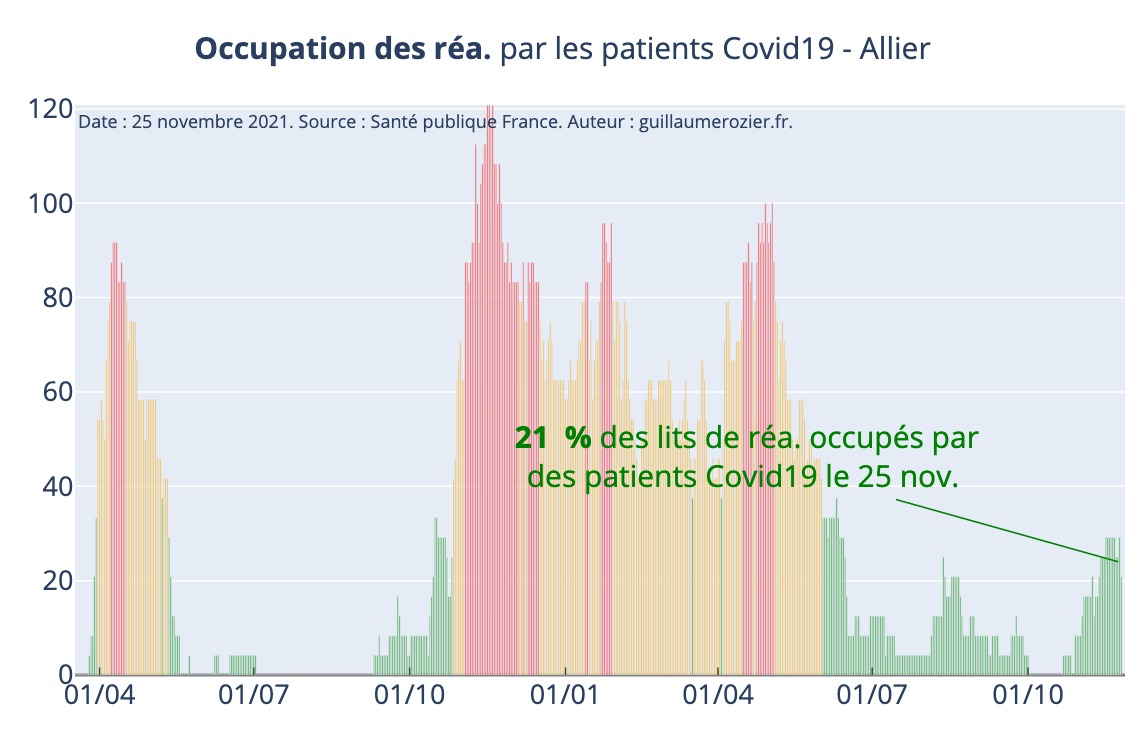 Occupation des réa. par les patients Covid19 - Allier
120
Date : 25 novembre 2021. Source : Santé publique France. Auteur : guillaumerozier.fr.
100
80
60
21 % des lits de réa. occupés par
des patients Covid19 le 25 nov.
40
20
0
01/04 01/07 01/10 01/01 01/04 01/07 01/10